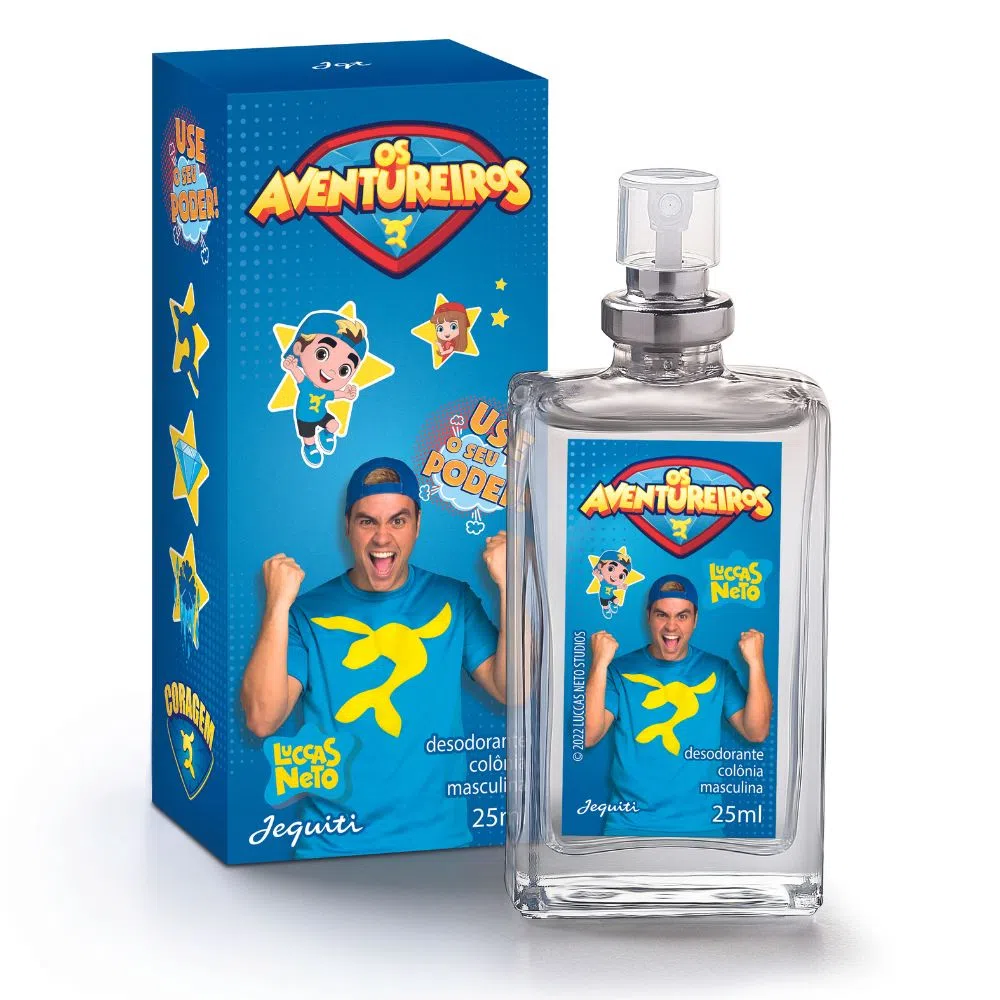 Jqt
USE
O SEU
PODER!
CORAGEM
OS
AVENTUREIROS
USE
O SEU
PODER!
LUCCAS
NETO
desodorante
colônia
masculina
25ml
Jequiti
OS
AVENTUREIROS
LUCCAS
NETO
© 2022 LUCCAS NETO STUDIOS
desodorante
colônia
masculina
Jequiti
25ml